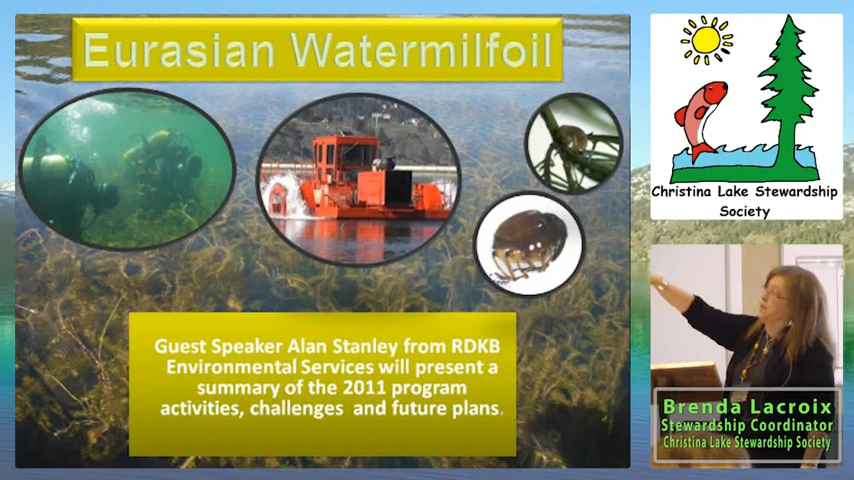 Eurasian Watermilfoil
Guest Speaker Alan Stanley from RDKB
Environmental Services will present a
summary of the 2011 program
activities, challenges and future plans.
Christina Lake Stewardship
Society
Brenda Lacroix
Stewardship Coordinator
Christina Lake Stewardship Society